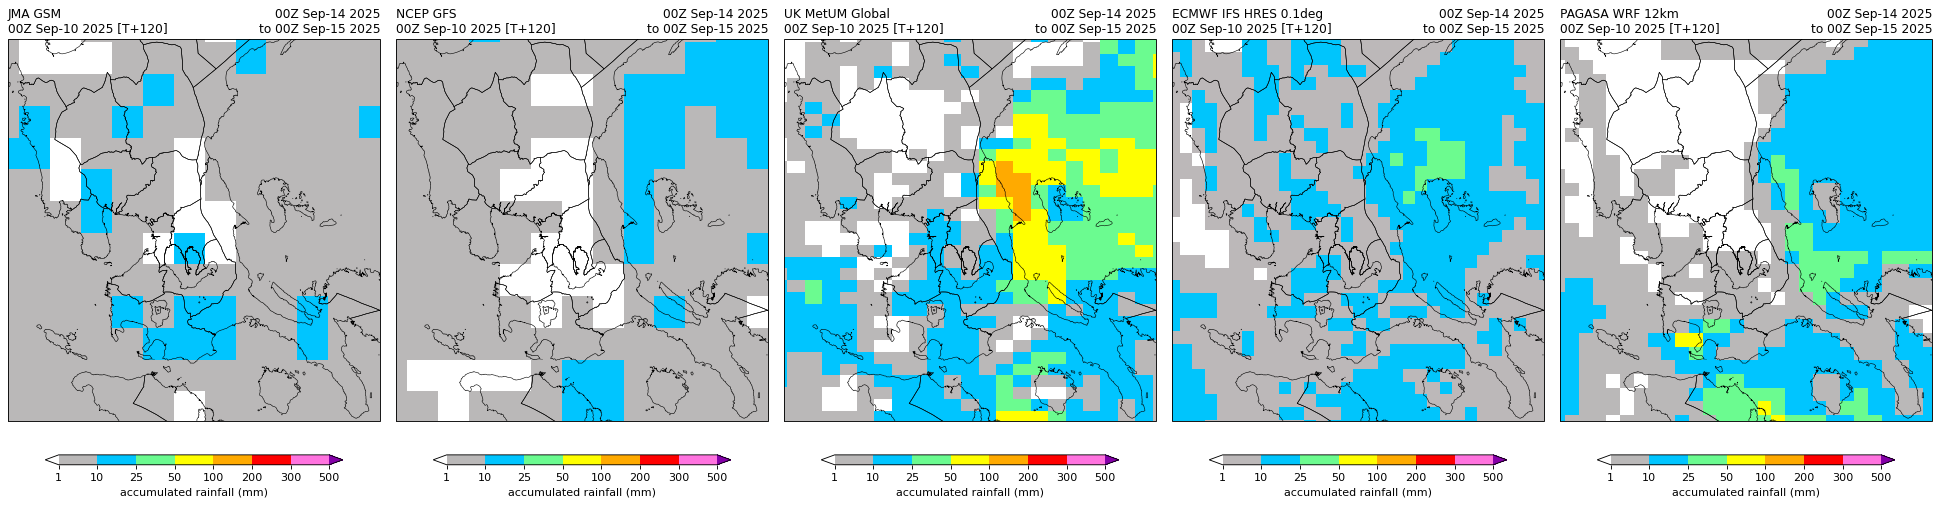 JMA GSM 00Z Sep-14 2025
00Z Sep-10 2025 [T+120] to 00Z Sep-15 2025
1 10 25 50 100 200 300 500
accumulated rainfall (mm)
NCEP GFS 00Z Sep-14 2025
00Z Sep-10 2025 [T+120] to 00Z Sep-15 2025
1 10 25 50 100 200 300 500
accumulated rainfall (mm)
UK MetUM Global 00Z Sep-14 2025
00Z Sep-10 2025 [T+120] to 00Z Sep-15 2025
1 10 25 50 100 200 300 500
accumulated rainfall (mm)
ECMWF IFS HRES 0.1deg 00Z Sep-14 2025
00Z Sep-10 2025 [T+120] to 00Z Sep-15 2025
1 10 25 50 100 200 300 500
accumulated rainfall (mm)
PAGASA WRF 12km 00Z Sep-14 2025
00Z Sep-10 2025 [T+120] to 00Z Sep-15 2025
1 10 25 50 100 200 300 500
accumulated rainfall (mm)